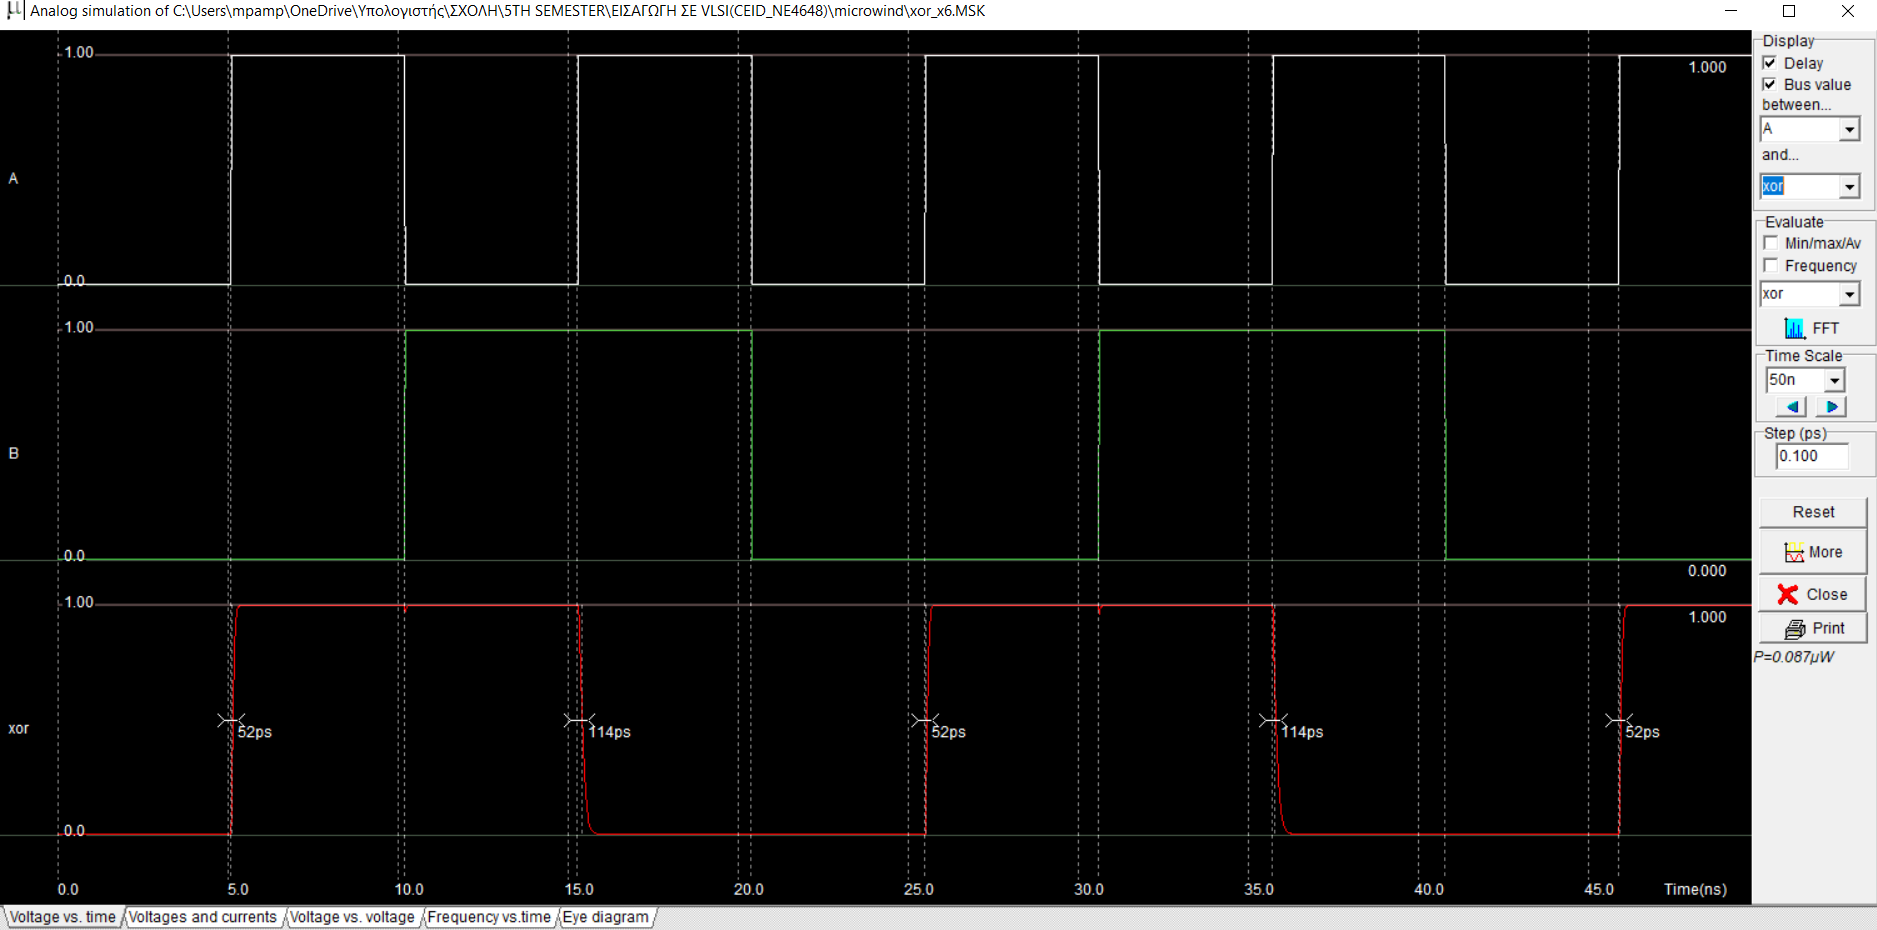 µ Analog simulation of C:\Users\mpamp\OneDrive\Υπολογιστής\ΣΧΟΛΗ\5TH SEMESTER\ΕΙΣΑΓΩΓΗ ΣΕ VLSI(CEID_NE4648)\microwind\xor_x6.MSK
1.00
1.000
A
0.0
1.00
B
0.0
0.000
1.00
1.000
xor
52ps
114ps
52ps
114ps
52ps
0.0
0.0 5.0 10.0 15.0 20.0 25.0 30.0 35.0 40.0 45.0 Time(ns)
Display
Delay
Bus value
between...
A
and...
xor
Evaluate
Min/max/Av
Frequency
xor
FFT
Time Scale
50n
Step (ps)
0.100
Reset
More
Close
Print
P=0.087µW
Voltage vs. time Voltages and currents Voltage vs. voltage Frequency vs.time Eye diagram